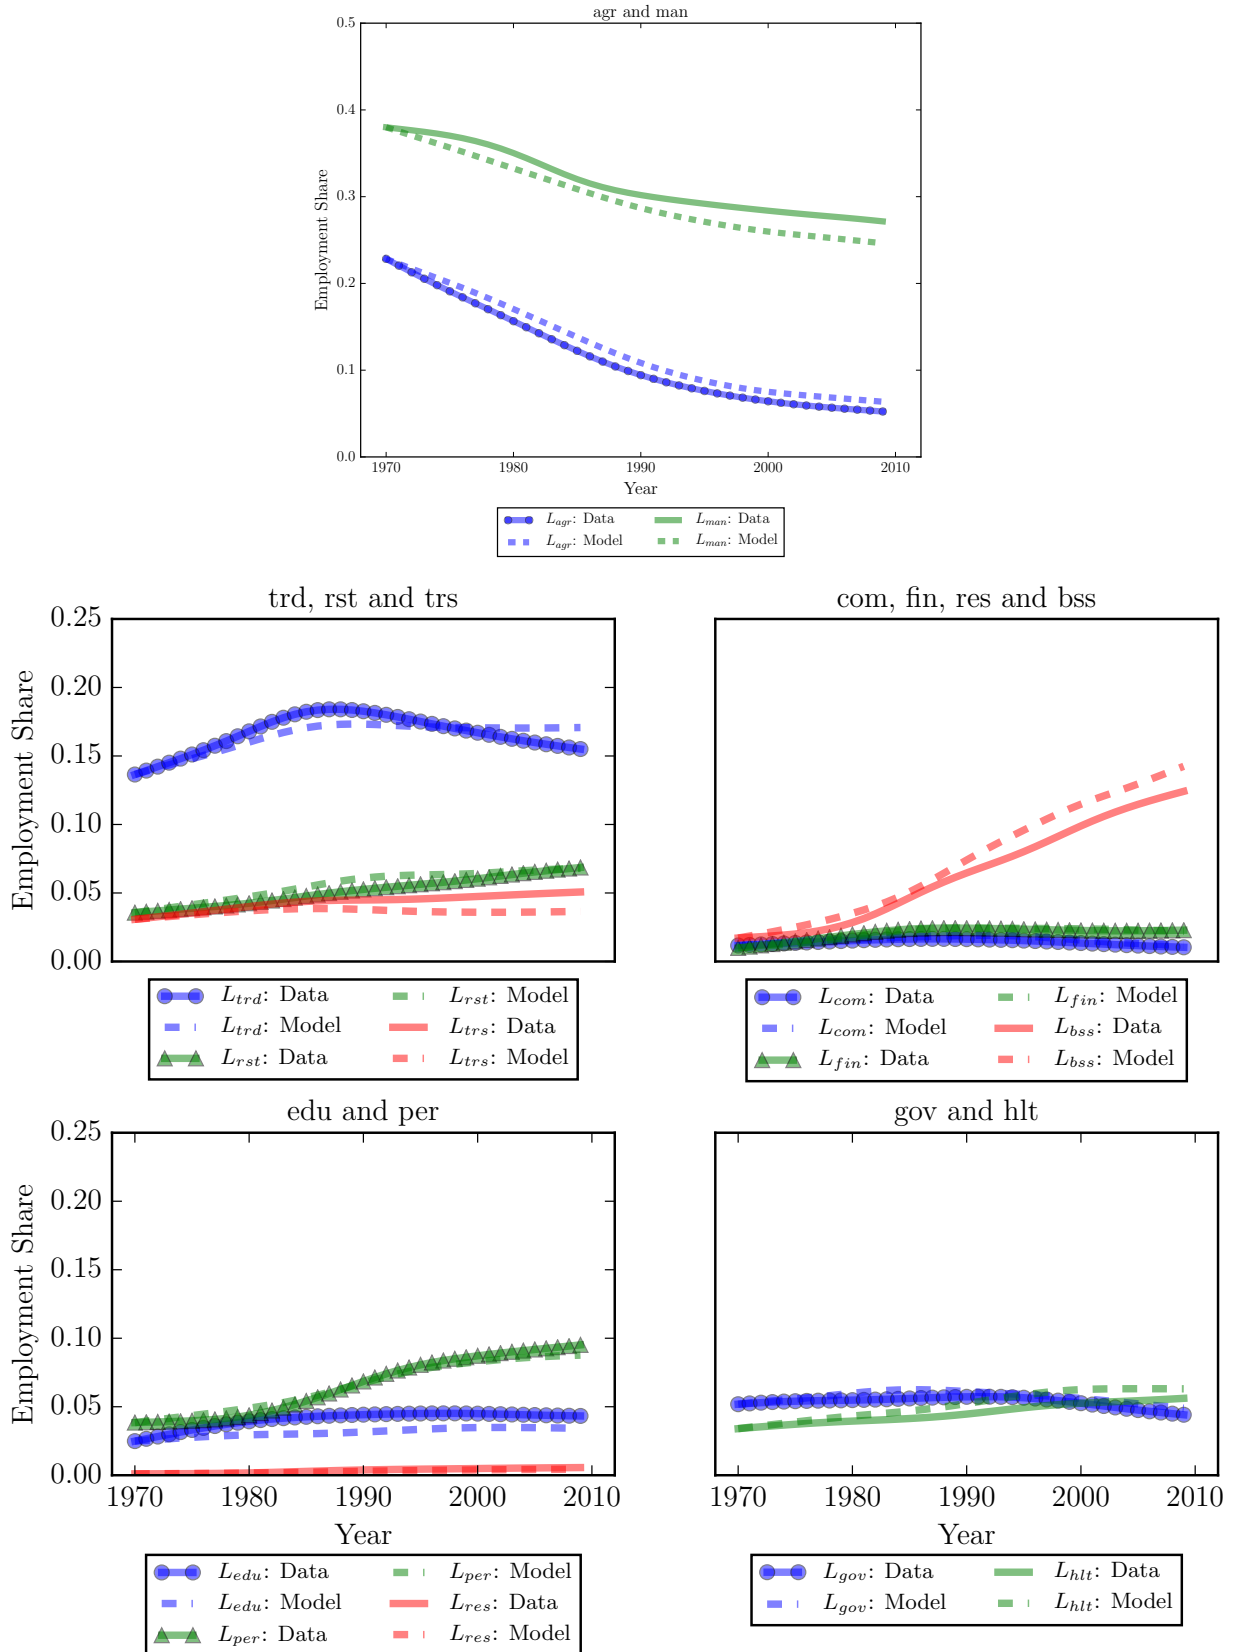 agr and man
0.5
0.4
0.3
0.2
0.1
0.0
Employment Share
1970 1980 1990 2000 2010
Year
L_agr: Data L_man: Data
L_agr: Model L_man: Model
trd, rst and trs
0.25
0.20
0.15
0.10
0.05
0.00
Employment Share
L_trd: Data L_rst: Model
L_trd: Model L_trs: Data
L_rst: Data L_trs: Model
com, fin, res and bss
L_com: Data L_fin: Model
L_com: Model L_bss: Data
L_fin: Data L_bss: Model
edu and per
0.25
0.20
0.15
0.10
0.05
0.00
Employment Share
1970 1980 1990 2000 2010
Year
L_edu: Data L_per: Model
L_edu: Model L_res: Data
L_per: Data L_res: Model
gov and hlt
1970 1980 1990 2000 2010
Year
L_gov: Data L_hlt: Data
L_gov: Model L_hlt: Model